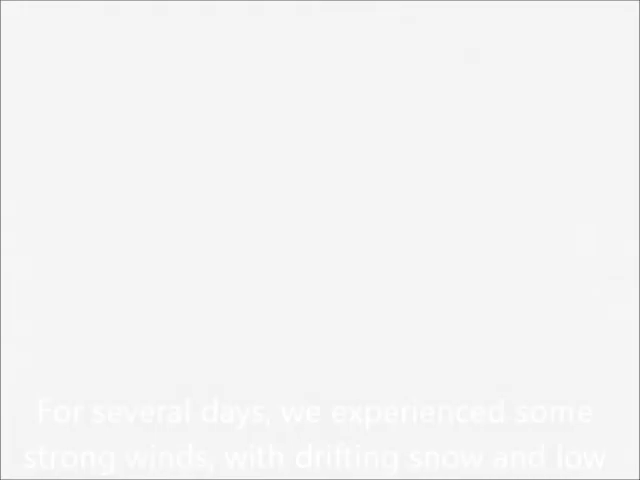 For several days, we experienced some
strong winds, with drifting snow and low